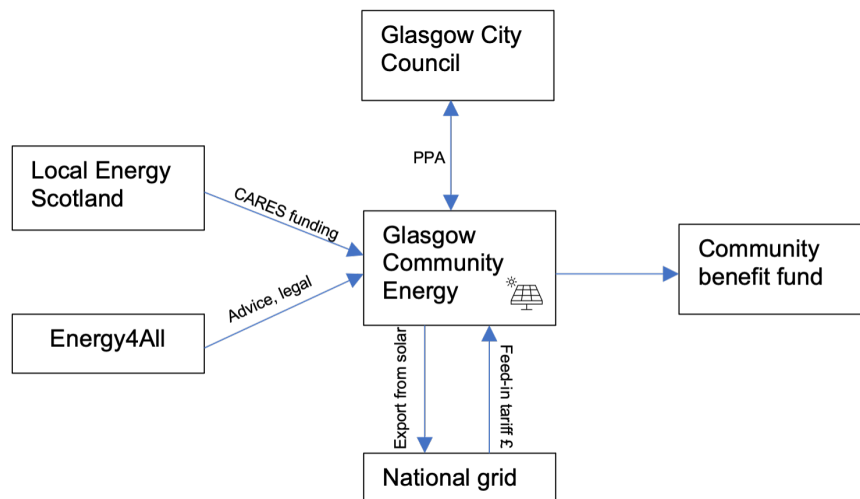 Glasgow City
Council
PPA
Local Energy
Scotland
CARES funding
Glasgow
Community
Energy
Community
benefit fund
Advice, legal
Energy4All
Export from solar
Feed-in tariff £
National grid